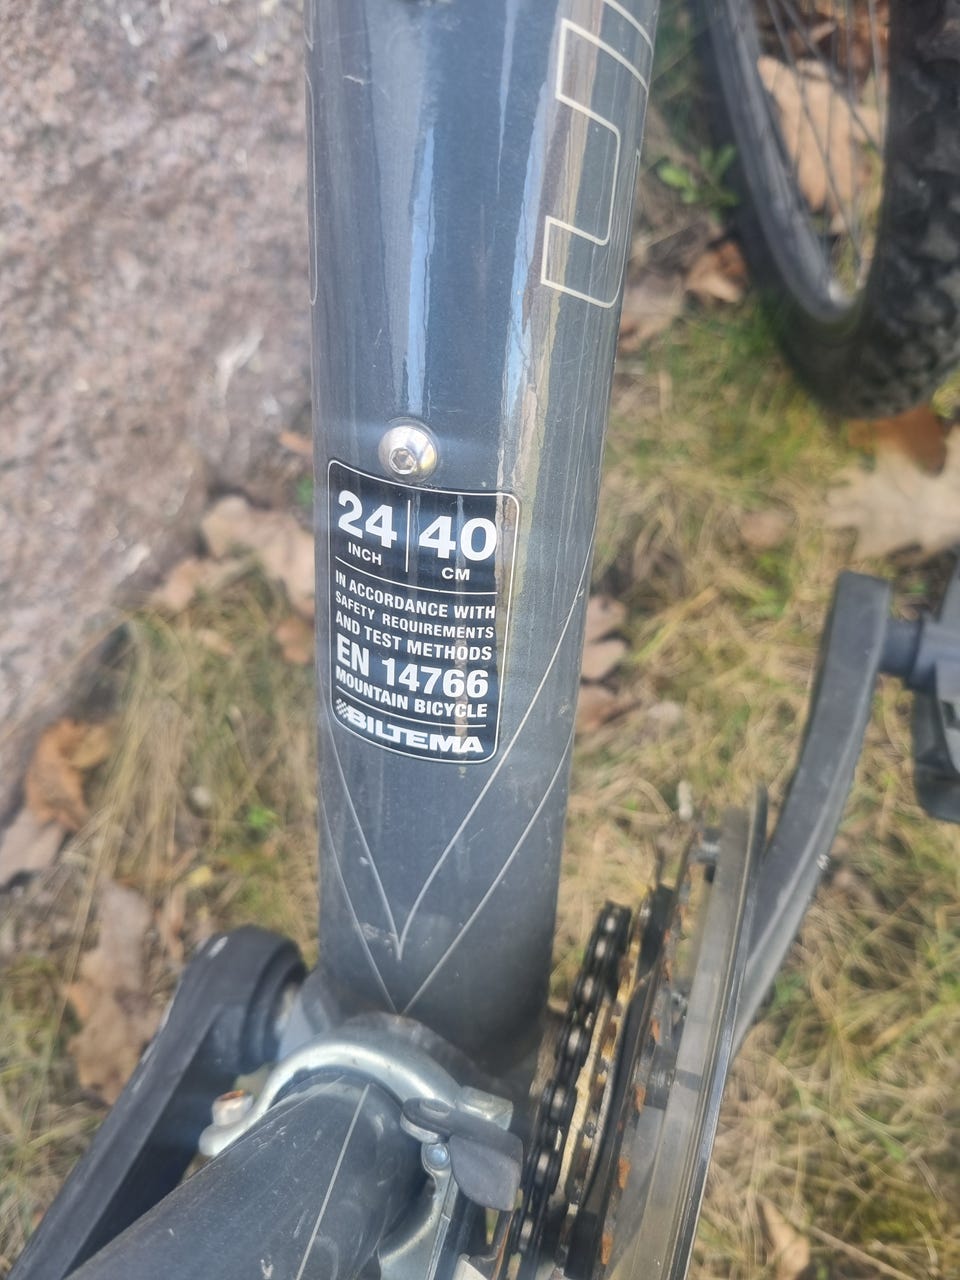 24 40
INCH CM
IN ACCORDANCE WITH
SAFETY REQUIREMENTS
AND TEST METHODS
EN 14766
MOUNTAIN BICYCLE
BILTEMA